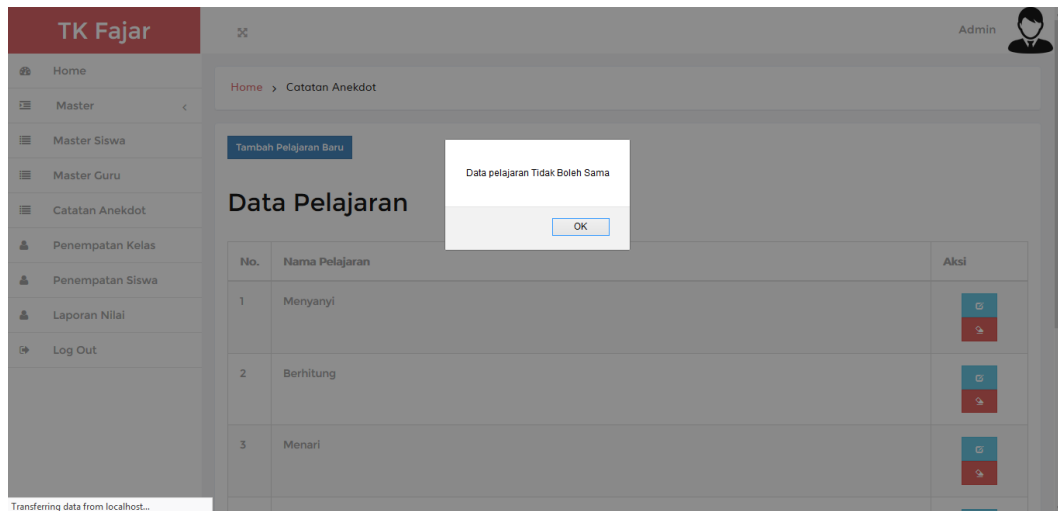 TK Fajar
Admin
Home
Master
Master Siswa
Master Guru
Catatan Anekdot
Penempatan Kelas
Penempatan Siswa
Laporan Nilai
Log Out
Home > Catatan Anekdot
Tambah Pelajaran Baru
Data pelajaran Tidak Boleh Sama
OK
Data Pelajaran
No. Nama Pelajaran Aksi
1 Menyanyi
2 Berhitung
3 Menari
Transferring data from localhost...